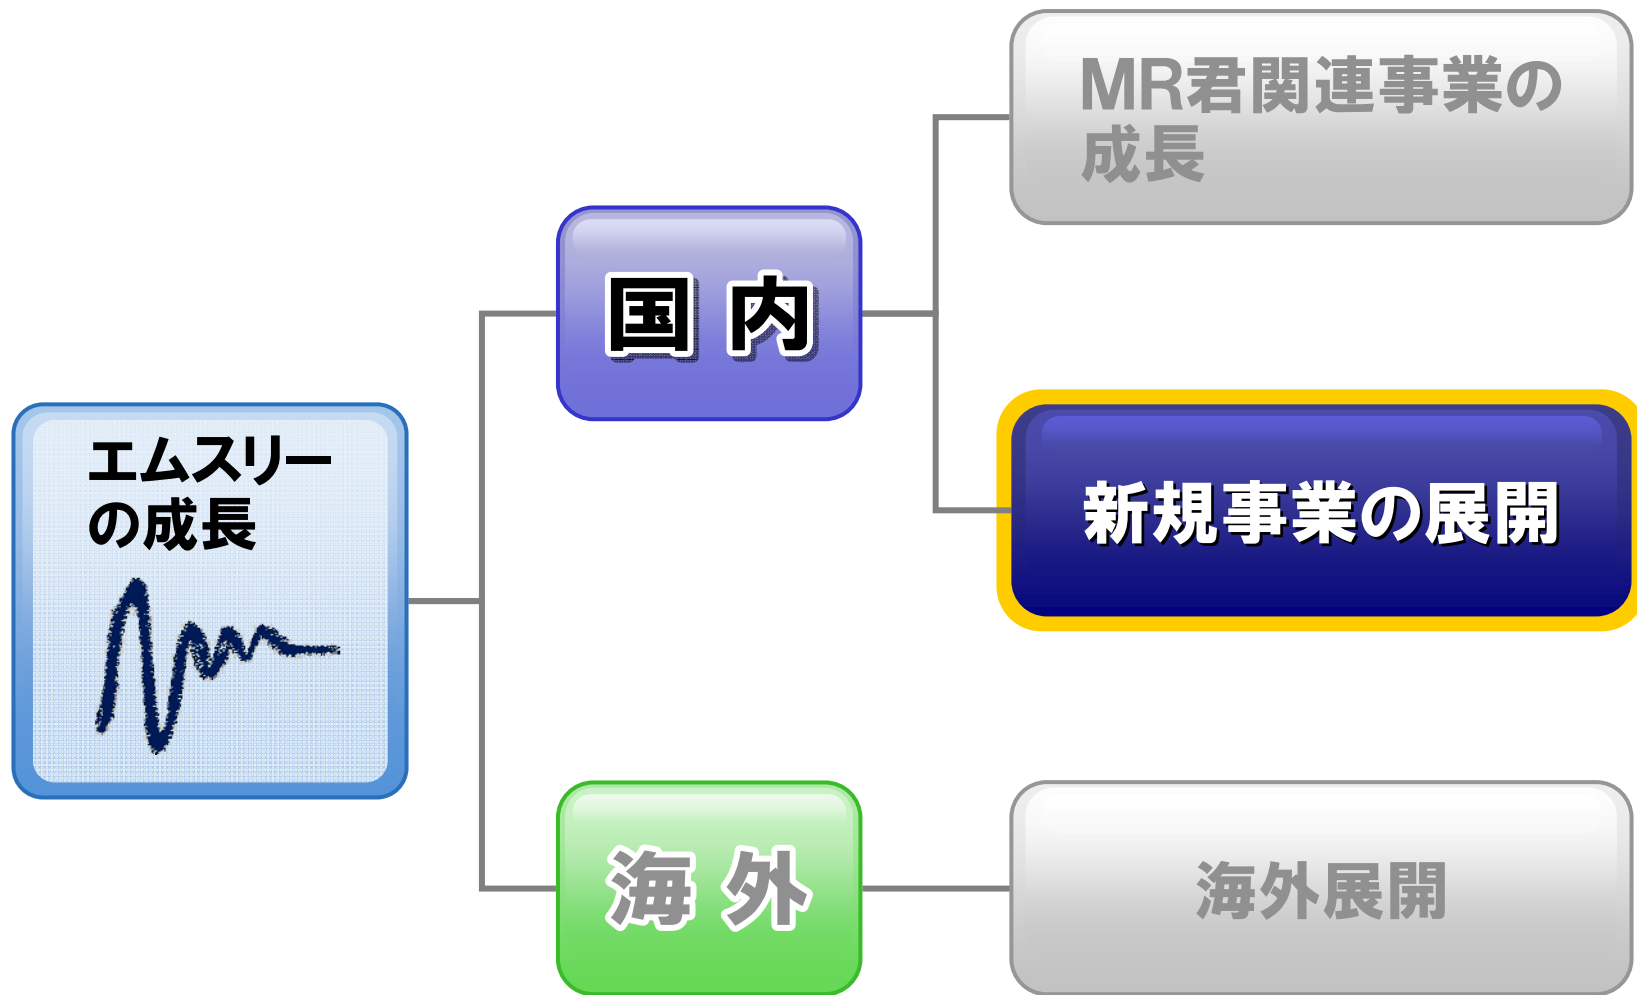 MR君関連事業の
成長
国内
エムスリー
の成長
新規事業の展開
海外
海外展開